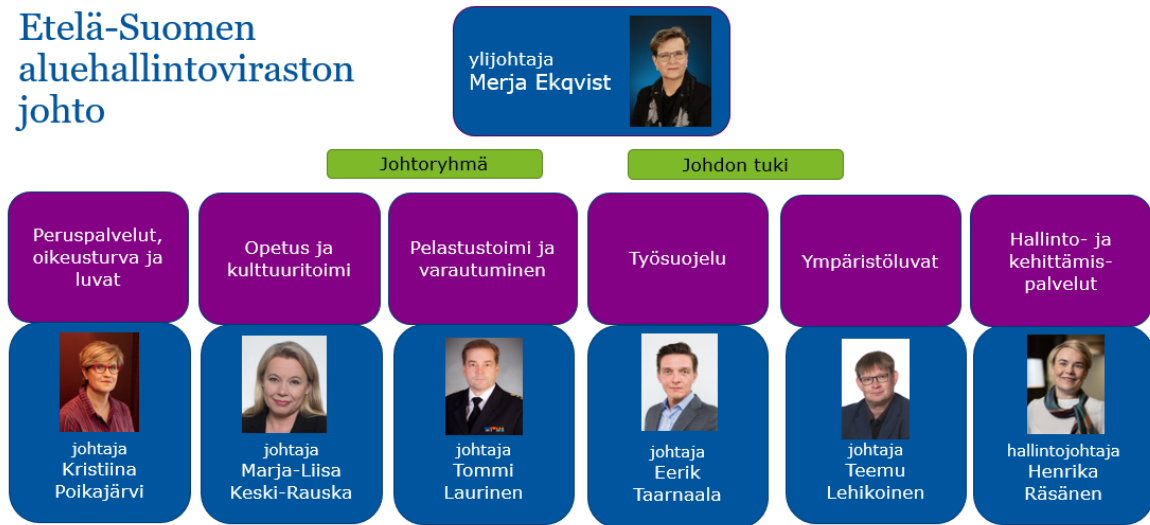 Etelä-Suomen
aluehallintoviraston
johto
ylijohtaja
Merja Ekqvist
Johtoryhmä
Johdon tuki
Peruspalvelut,
oikeusturva ja
luvat
Opetus ja
kulttuuritoimi
Pelastustoimi ja
varautuminen
Työsuojelu
Ympäristöluvat
Hallinto- ja
kehittämis-
palvelut
johtaja
Kristiina
Poikajärvi
johtaja
Marja-Liisa
Keski-Rauska
johtaja
Tommi
Laurinen
johtaja
Eerik
Taarnaala
johtaja
Teemu
Lehikoinen
hallintojohtaja
Henrika
Räsänen